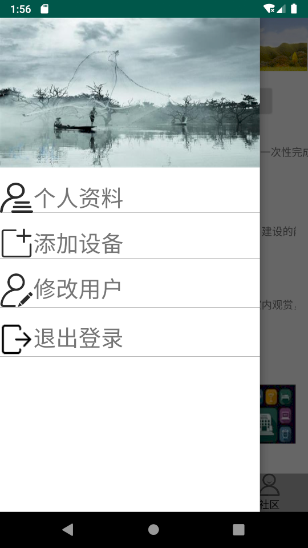 1:56
个人资料
一次性完成
添加设备
建设的
修改用户
内观赏
退出登录
社区